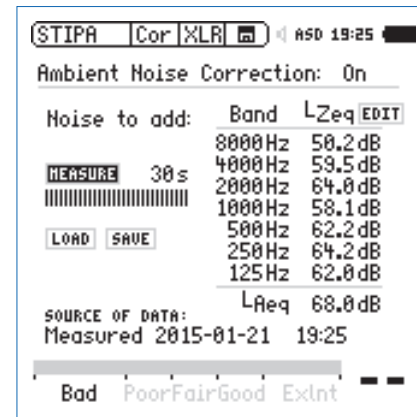 STIPA Cor XLR ASD 19:25
Ambient Noise Correction: On
Noise to add: Band LZeq EDIT
8000Hz 50.2dB
4000Hz 59.5dB
MEASURE 30s 2000Hz 64.0dB
1000Hz 58.1dB
LOAD SAVE 500Hz 62.2dB
250Hz 64.2dB
125Hz 62.0dB
LAeq 68.0dB
SOURCE OF DATA:
Measured 2015-01-21 19:25
Bad Poor Fair Good Exlnt --